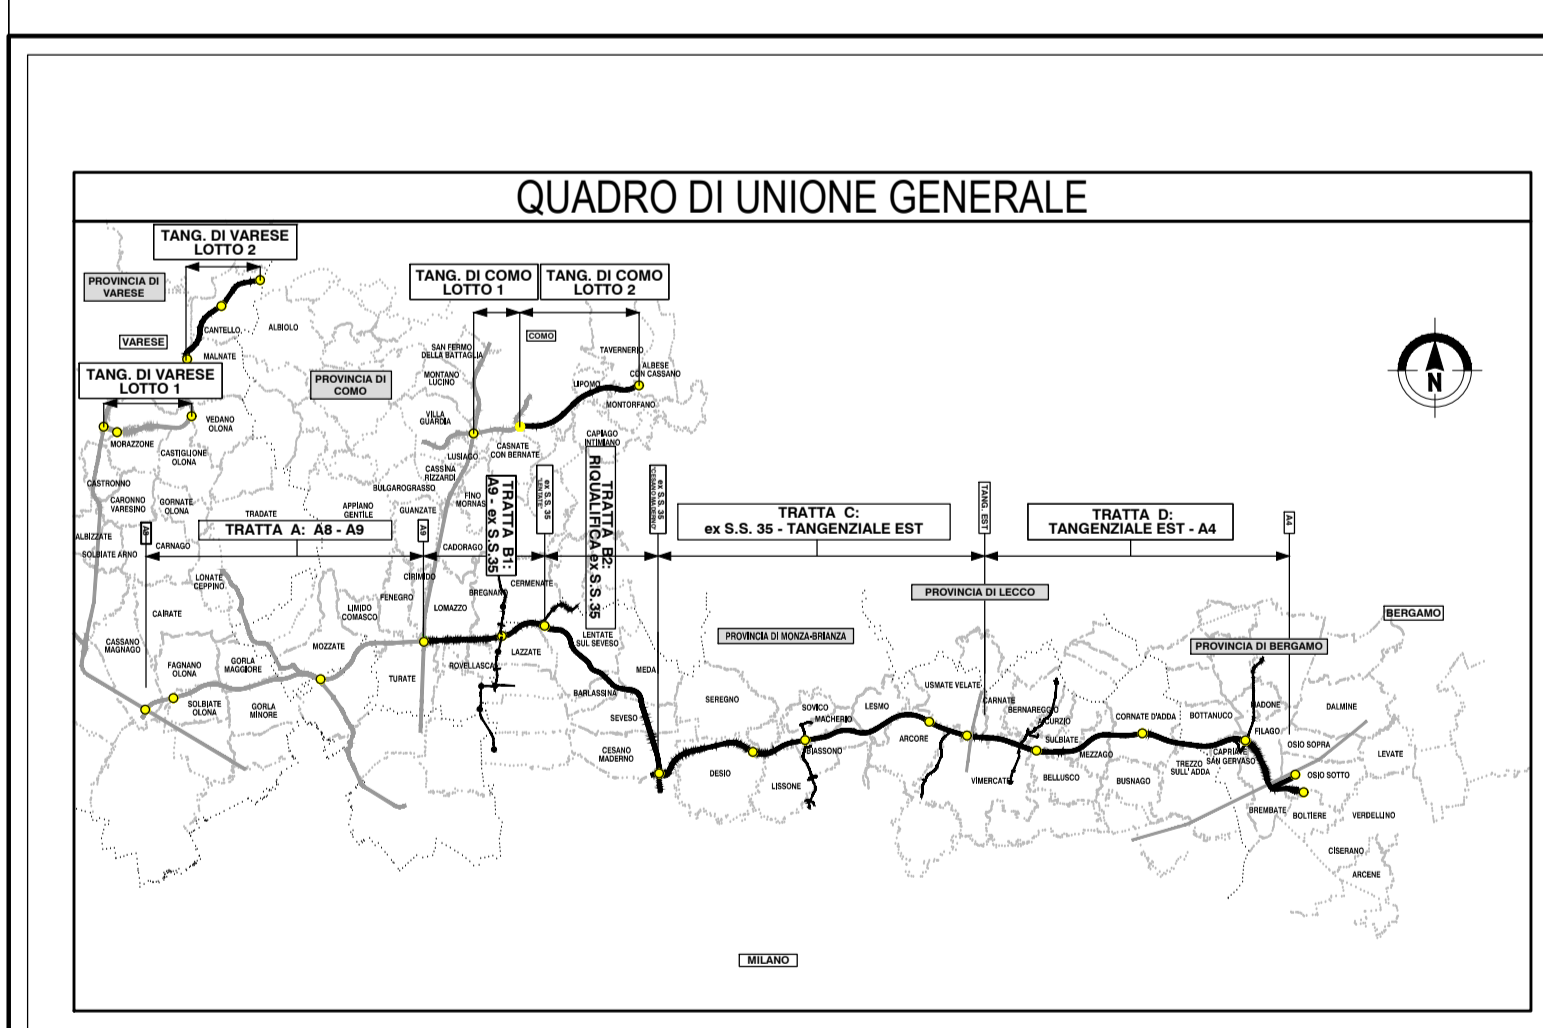 QUADRO DI UNIONE GENERALE
TANG. DI VARESE
LOTTO 2
PROVINCIA DI
VARESE
CANTELLO
ALBIOLO
VARESE
MALNATE
TANG. DI VARESE
LOTTO 1
PROVINCIA DI
COMO
TANG. DI COMO
LOTTO 1
TANG. DI COMO
LOTTO 2
COMO
SAN FERMO
DELLA BATTAGLIA
MONTANO
LUCINO
TAVERNERIO
ALBESE
CON CASSANO
LIPOMO
MONTORFANO
VILLA
GUARDIA
VEDANO
OLONA
MORAZZONE
CASTIGLIONE
OLONA
LUSIAGO
CASNATE
CON BERNATE
CAPIAGO
INTIMIANO
CASSINA
RIZZARDI
CASTRONNO
BULGAROGRASSO
FINO
MORNAS
CARONNO
VARESINO
GORNATE
OLONA
TRADATE
APPIANO
GENTILE
GUANZATE
ALBIZZATE
SOLBIATE ARNO
CARNAGO
A8
TRATTA A: A8 - A9
A9
CADORAGO
TRATTA B1:
A9 - ex S.S.35
ex S.S. 35
"LENTATE"
TRATTA B2:
RIQUALIFICA ex S.S.35
ex S.S. 35
"CESANO MADERNO"
TRATTA C:
ex S.S. 35 - TANGENZIALE EST
TANG. EST
TRATTA D:
TANGENZIALE EST - A4
A4
N
LONATE
CEPPINO
CIRIMIDO
FENEGRO
LIMIDO
COMASCO
LOMAZZO
BREGNANO
CERMENATE
CAIRATE
CASSANO
MAGNAGO
MOZZATE
ROVELLASCA
LAZZATE
LENTATE
SUL SEVESO
PROVINCIA DI LECCO
PROVINCIA DI MONZA-BRIANZA
BERGAMO
PROVINCIA DI BERGAMO
FAGNANO
OLONA
GORLA
MAGGIORE
TURATE
SOLBIATE
OLONA
GORLA
MINORE
MEDA
BARLASSINA
SEVESO
CESANO
MADERNO
SEREGNO
DESIO
LISSONE
SOVICO
MACHERIO
BIASSONO
LESMO
ARCORE
USMATE VELATE
CARNATE
BERNAREGGIO
AICURZIO
SULBIATE
VIMERCATE
BELLUSCO
MEZZAGO
CORNATE D'ADDA
BUSNAGO
BOTTANUCO
TREZZO
SULL' ADDA
MADONE
FILAGO
CAPRIATE
SAN GERVASO
DALMINE
OSIO SOPRA
LEVATE
OSIO SOTTO
BREMBATE
BOLTIERE
VERDELLINO
CISERANO
ARCENE
MILANO